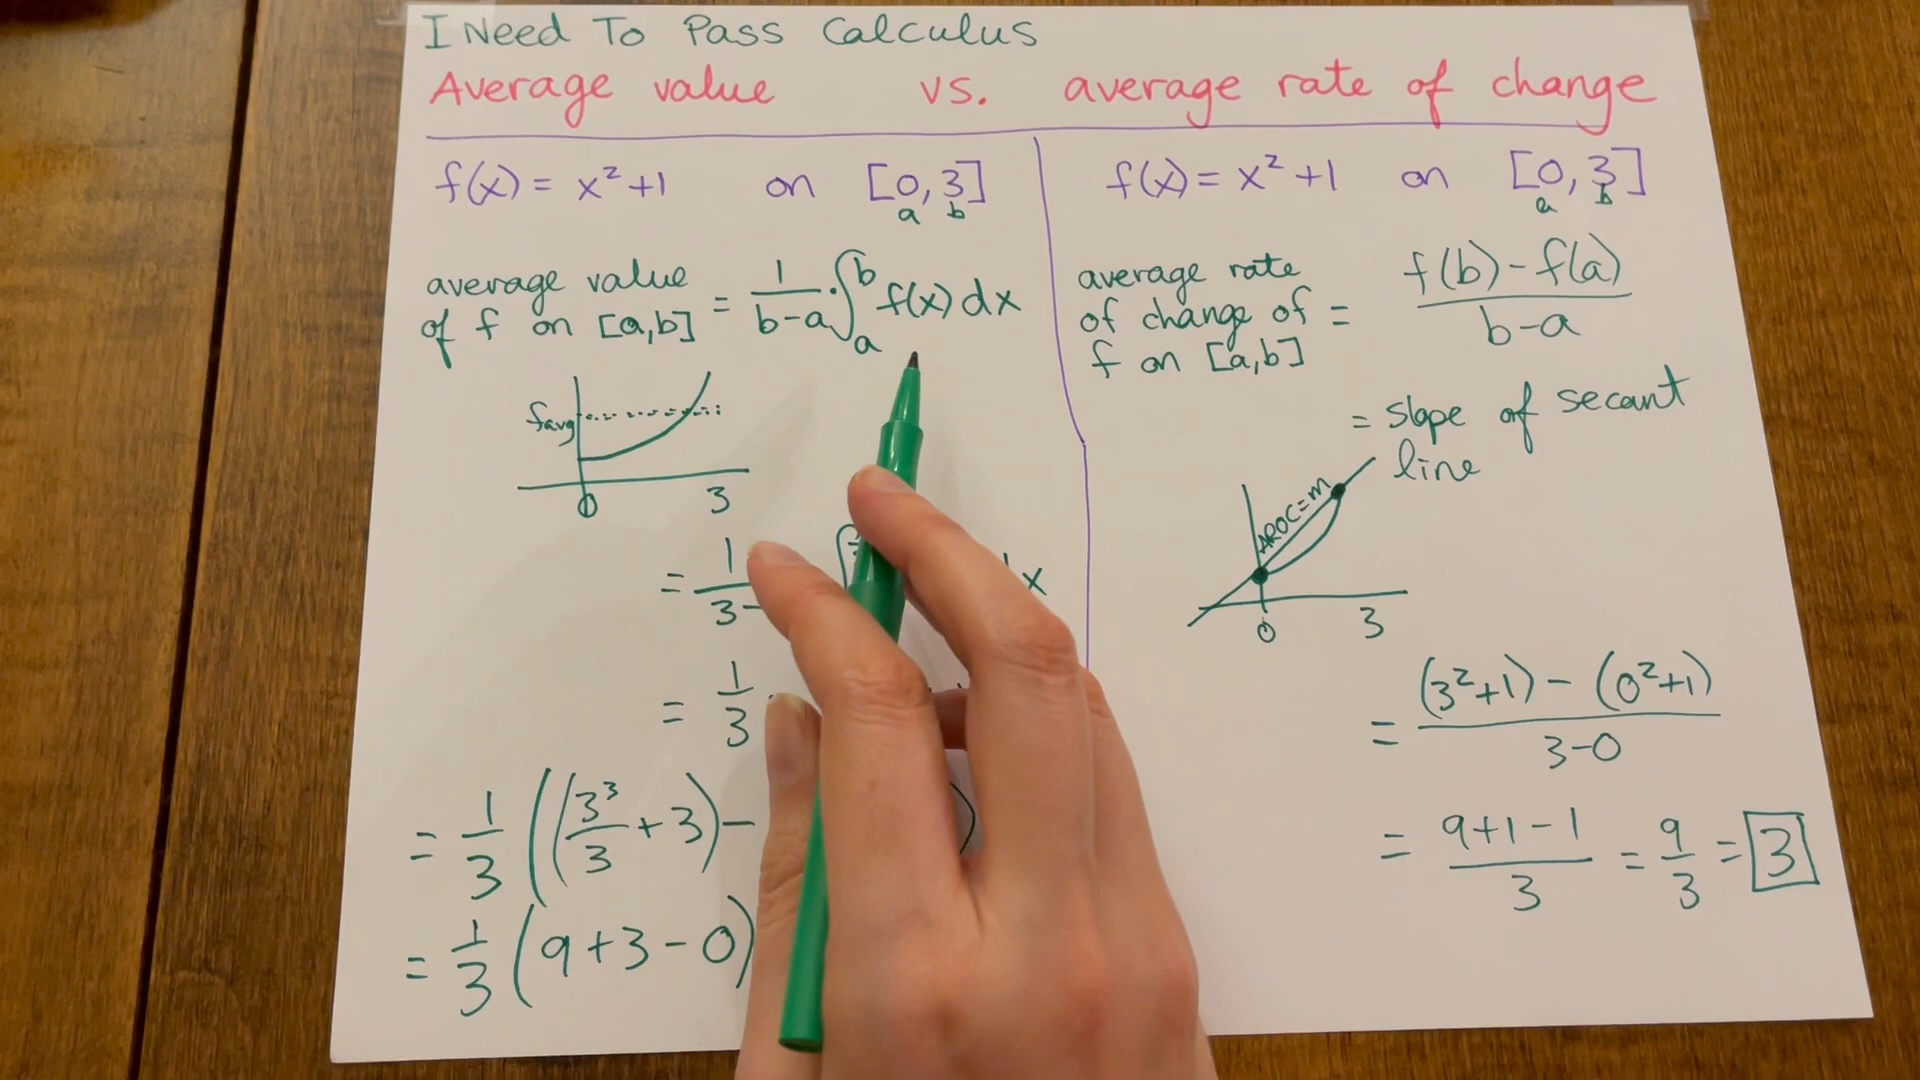 I Need To Pass Calculus
Average value vs. average rate of change
f(x) = x²+1 on [0,3]
a b
average value of f on [a,b] = 1/(b-a) · ∫_a^b f(x) dx
favg
0 3
= 1/3-
x
= 1/3 ·
= 1/3 ((3³/3 + 3) -
)
= 1/3 (9+3-0)
f(x) = x²+1 on [0,3]
a b
average rate of change of f on [a,b] = (f(b)-f(a))/(b-a)
= slope of secant
line
AROC=m
0 3
= ((3²+1) - (0²+1))/(3-0)
= (9+1-1)/3 = 9/3 = 3